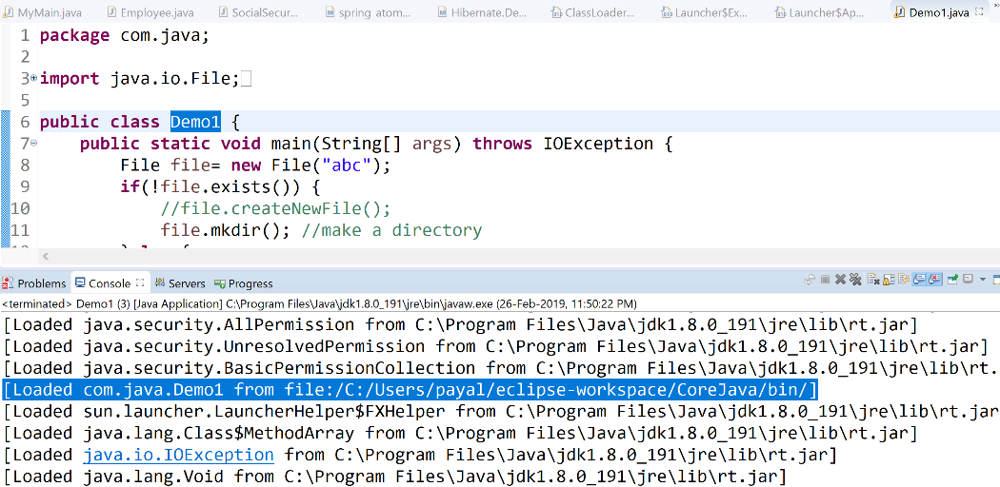 MyMain.java Employee.java SocialSecur... spring atom... Hibernate.De... ClassLoader... Launcher$Ex... Launcher$Ap... Demo1.java
1 package com.java;
2
3 import java.io.File;
5
6 public class Demo1 {
7 public static void main(String[] args) throws IOException {
8 File file= new File("abc");
9 if(!file.exists()) {
10 //file.createNewFile();
11 file.mkdir(); //make a directory
Problems Console Servers Progress
<terminated> Demo1 (3) [Java Application] C:\Program Files\Java\jdk1.8.0_191\jre\bin\javaw.exe (26-Feb-2019, 11:50:22 PM)
[Loaded java.security.AllPermission from C:\Program Files\Java\jdk1.8.0_191\jre\lib\rt.jar]
[Loaded java.security.UnresolvedPermission from C:\Program Files\Java\jdk1.8.0_191\jre\lib\rt.jar]
[Loaded java.security.BasicPermissionCollection from C:\Program Files\Java\jdk1.8.0_191\jre\lib\rt.
[Loaded com.java.Demo1 from file:/C:/Users/payal/eclipse-workspace/CoreJava/bin/]
[Loaded sun.launcher.LauncherHelper$FXHelper from C:\Program Files\Java\jdk1.8.0_191\jre\lib\rt.jar
[Loaded java.lang.Class$MethodArray from C:\Program Files\Java\jdk1.8.0_191\jre\lib\rt.jar]
[Loaded java.io.IOException from C:\Program Files\Java\jdk1.8.0_191\jre\lib\rt.jar]
[Loaded java.lang.Void from C:\Program Files\Java\jdk1.8.0_191\jre\lib\rt.jar]